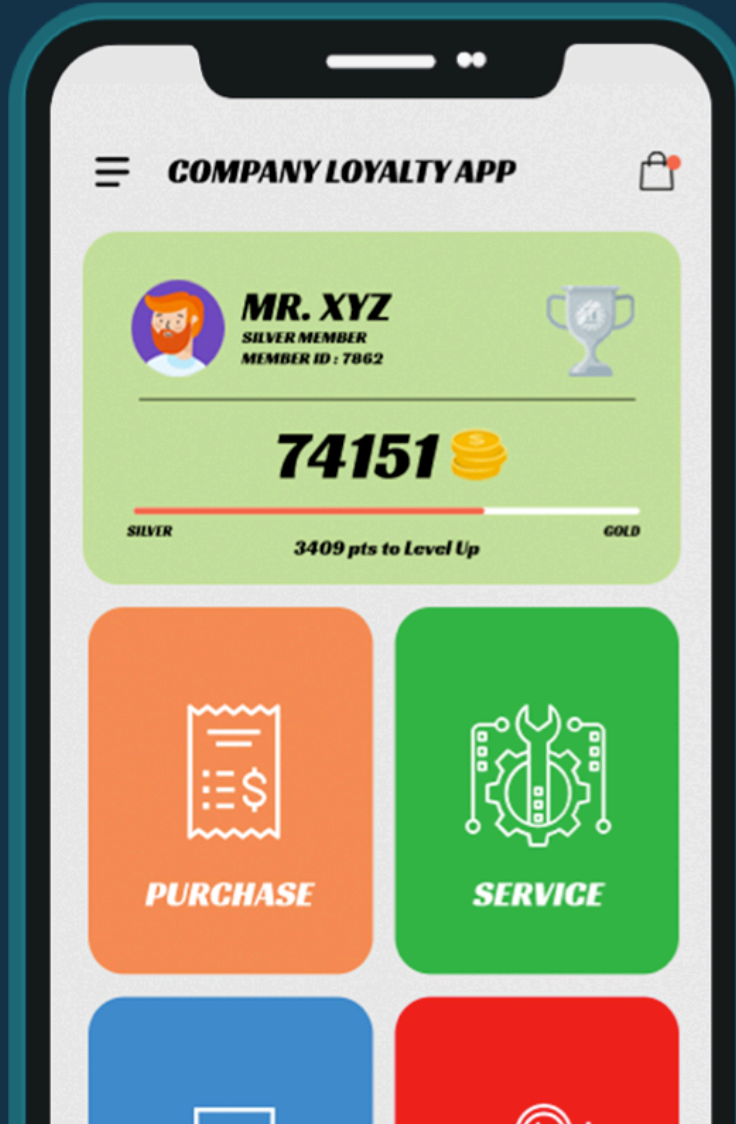 COMPANY LOYALTY APP
MR. XYZ
SILVER MEMBER
MEMBER ID : 7862
74151
SILVER
GOLD
3409 pts to Level Up
PURCHASE
SERVICE